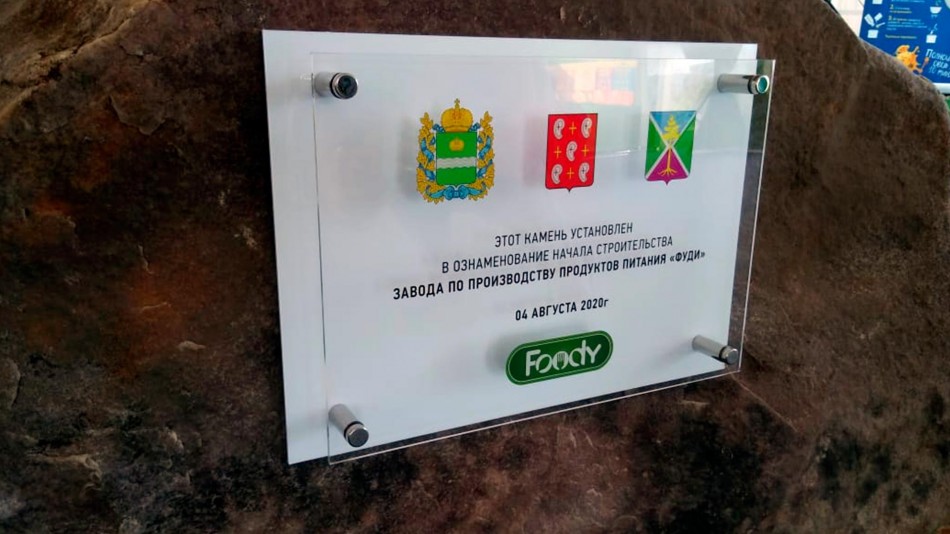 ЭТОТ КАМЕНЬ УСТАНОВЛЕН
В ОЗНАМЕНОВАНИЕ НАЧАЛА СТРОИТЕЛЬСТВА
ЗАВОДА ПО ПРОИЗВОДСТВУ ПРОДУКТОВ ПИТАНИЯ «ФУДИ»
04 АВГУСТА 2020г
Foody